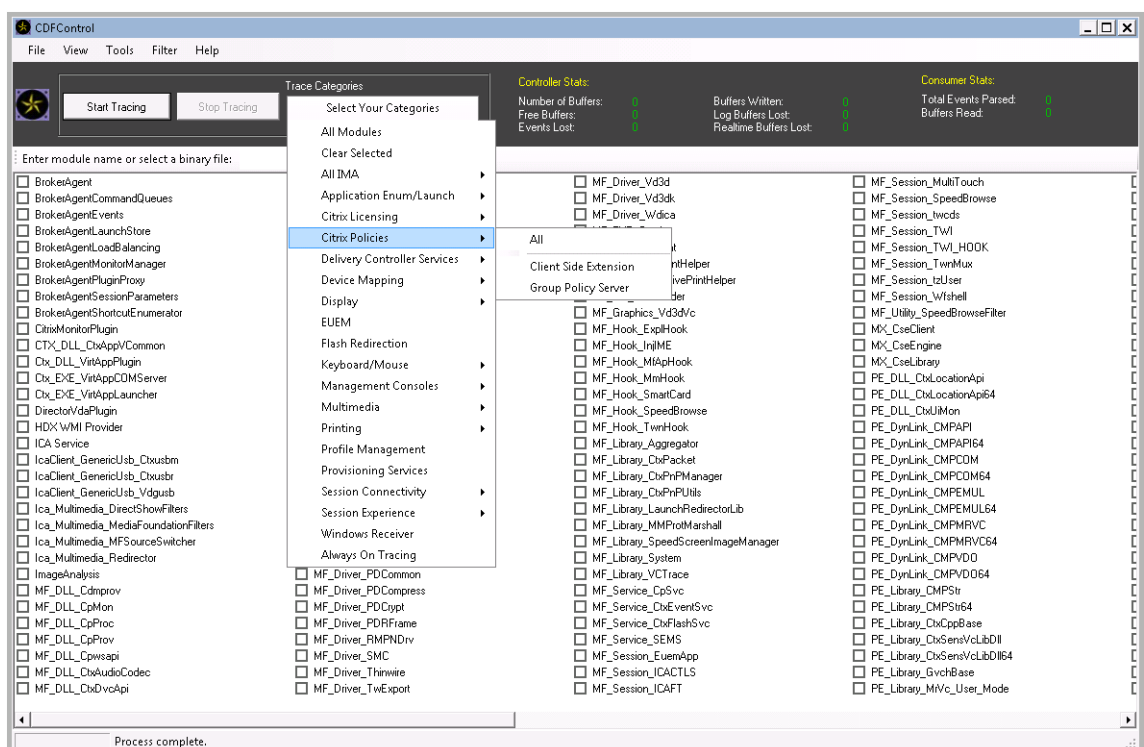 CDFControl
File View Tools Filter Help
Start Tracing
Stop Tracing
Trace Categories
Select Your Categories
Controller Stats:
Number of Buffers: 0
Free Buffers: 0
Events Lost: 0
Buffers Written: 0
Log Buffers Lost: 0
Realtime Buffers Lost: 0
Consumer Stats:
Total Events Parsed: 0
Buffers Read: 0
Enter module name or select a binary file:
All Modules
Clear Selected
All IMA
Application Enum/Launch
Citrix Licensing
Citrix Policies
Delivery Controller Services
Device Mapping
Display
EUEM
Flash Redirection
Keyboard/Mouse
Management Consoles
Multimedia
Printing
Profile Management
Provisioning Services
Session Connectivity
Session Experience
Windows Receiver
Always On Tracing
All
Client Side Extension
Group Policy Server
BrokerAgent
BrokerAgentCommandQueues
BrokerAgentEvents
BrokerAgentLaunchStore
BrokerAgentLoadBalancing
BrokerAgentMonitorManager
BrokerAgentPluginProxy
BrokerAgentSessionParameters
BrokerAgentShortcutEnumerator
CitrixMonitorPlugin
CTX_DLL_CtxAppVCommon
Ctx_DLL_VirtAppPlugin
Ctx_EXE_VirtAppCOMServer
Ctx_EXE_VirtAppLauncher
DirectorVdaPlugin
HDX WMI Provider
ICA Service
IcaClient_GenericUsb_Ctxusbm
IcaClient_GenericUsb_Ctxusbr
IcaClient_GenericUsb_Vdgusb
Ica_Multimedia_DirectShowFilters
Ica_Multimedia_MediaFoundationFilters
Ica_Multimedia_MFSourceSwitcher
Ica_Multimedia_Redirector
ImageAnalysis
MF_DLL_Cdmprov
MF_DLL_CpMon
MF_DLL_CpProc
MF_DLL_CpProv
MF_DLL_Cpwsapi
MF_DLL_CtxAudioCodec
MF_DLL_CtxDvcApi
MF_Driver_PDCommon
MF_Driver_PDCompress
MF_Driver_PDCrypt
MF_Driver_PDRFrame
MF_Driver_RMPNDrv
MF_Driver_SMC
MF_Driver_Thinwire
MF_Driver_TwExport
MF_Driver_Vd3d
MF_Driver_Vd3dk
MF_Driver_Wdica
ntHelper
ivePrintHelper
der
MF_Graphics_Vd3dVc
MF_Hook_ExplHook
MF_Hook_InjIME
MF_Hook_MfApHook
MF_Hook_MmHook
MF_Hook_SmartCard
MF_Hook_SpeedBrowse
MF_Hook_TwnHook
MF_Library_Aggregator
MF_Library_CtxPacket
MF_Library_CtxPnPManager
MF_Library_CtxPnPUtils
MF_Library_LaunchRedirectorLib
MF_Library_MMProtMarshall
MF_Library_SpeedScreenImageManager
MF_Library_System
MF_Library_VCTrace
MF_Service_CpSvc
MF_Service_CtxEventSvc
MF_Service_CtxFlashSvc
MF_Service_SEMS
MF_Session_EuemApp
MF_Session_ICACTLS
MF_Session_ICAFT
MF_Session_MultiTouch
MF_Session_SpeedBrowse
MF_Session_twcds
MF_Session_TWI
MF_Session_TWI_HOOK
MF_Session_TwnMux
MF_Session_tzUser
MF_Session_Wfshell
MF_Utility_SpeedBrowseFilter
MX_CseClient
MX_CseEngine
MX_CseLibrary
PE_DLL_CtxLocationApi
PE_DLL_CtxLocationApi64
PE_DLL_CtxUiMon
PE_DynLink_CMPAPI
PE_DynLink_CMPAPI64
PE_DynLink_CMPCOM
PE_DynLink_CMPCOM64
PE_DynLink_CMPEMUL
PE_DynLink_CMPEMUL64
PE_DynLink_CMPMRVC
PE_DynLink_CMPMRVC64
PE_DynLink_CMPVDO
PE_DynLink_CMPVDO64
PE_Library_CMPStr
PE_Library_CMPStr64
PE_Library_CtxCppBase
PE_Library_CtxSensVcLibDll
PE_Library_CtxSensVcLibDll64
PE_Library_GvchBase
PE_Library_MrVc_User_Mode
Process complete.